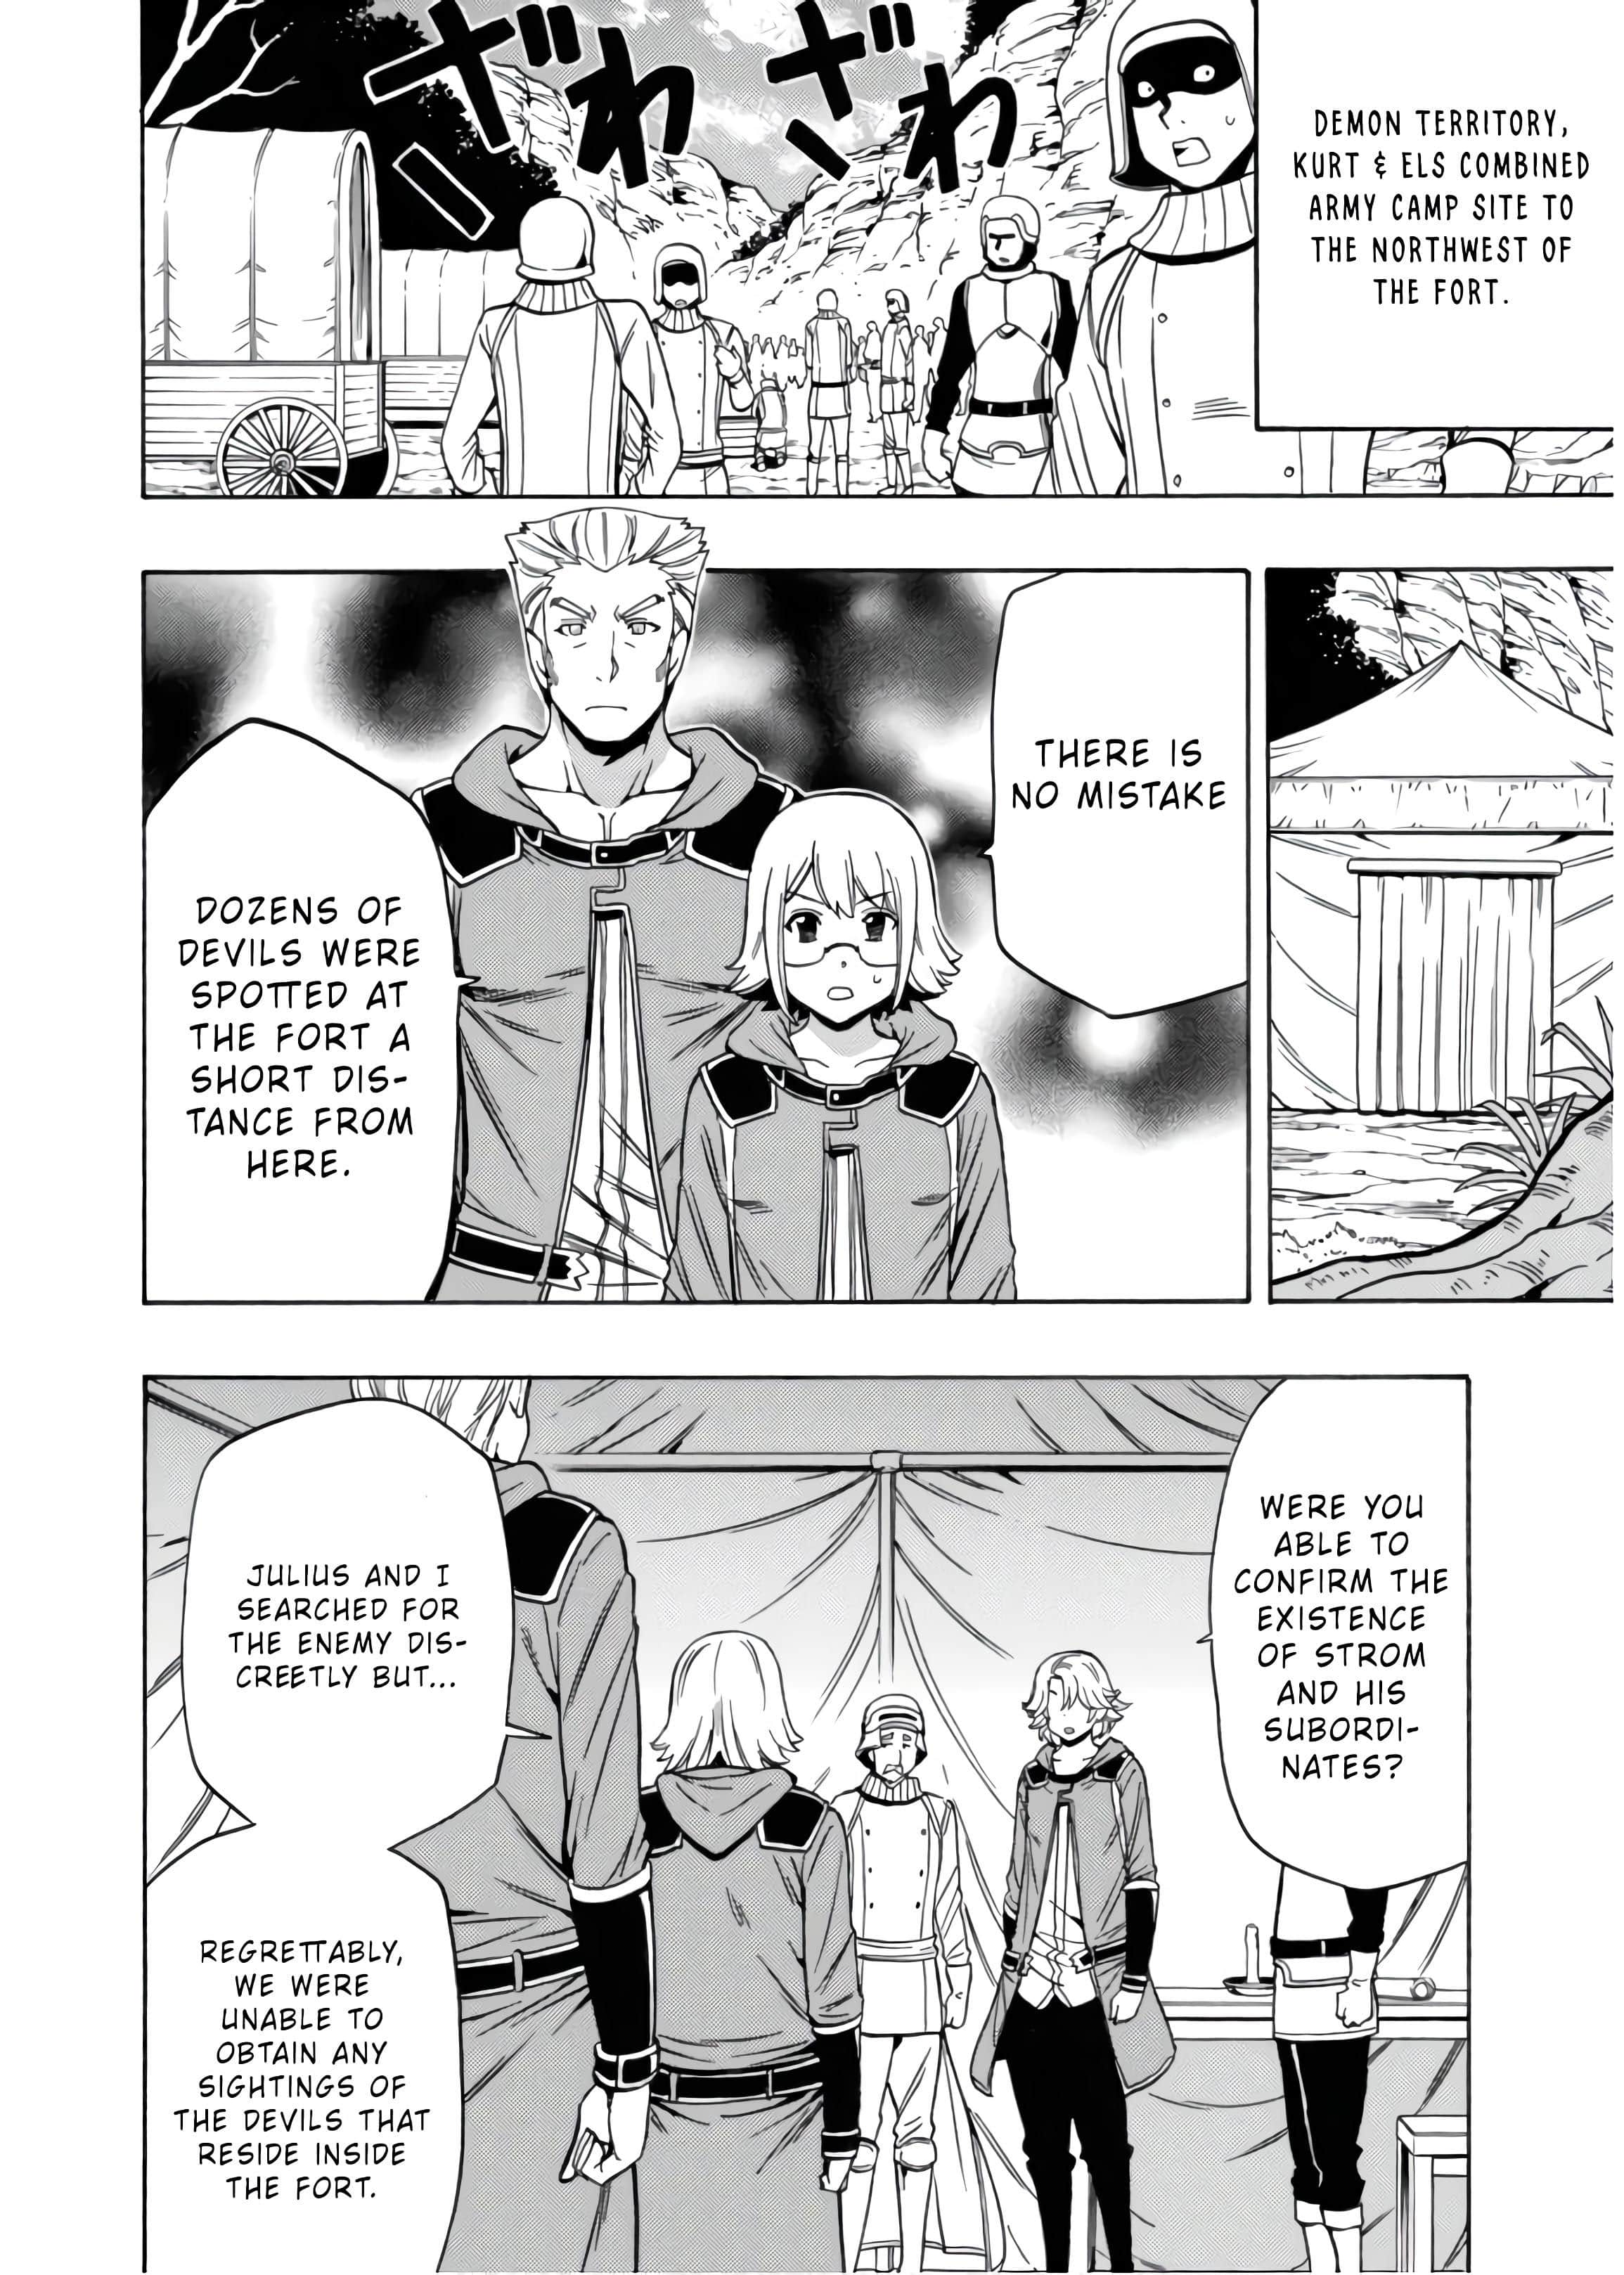 DEMON TERRITORY,
KURT & ELS COMBINED
ARMY CAMP SITE TO
THE NORTHWEST OF
THE FORT.
ざわ
ざわ
THERE IS
NO MISTAKE
DOZENS OF
DEVILS WERE
SPOTTED AT
THE FORT A
SHORT DIS-
TANCE FROM
HERE.
WERE YOU
ABLE TO
CONFIRM THE
EXISTENCE
OF STROM
AND HIS
SUBORDI-
NATES?
JULIUS AND I
SEARCHED FOR
THE ENEMY DIS-
CREETLY BUT...
REGRETTABLY,
WE WERE
UNABLE TO
OBTAIN ANY
SIGHTINGS OF
THE DEVILS THAT
RESIDE INSIDE
THE FORT.